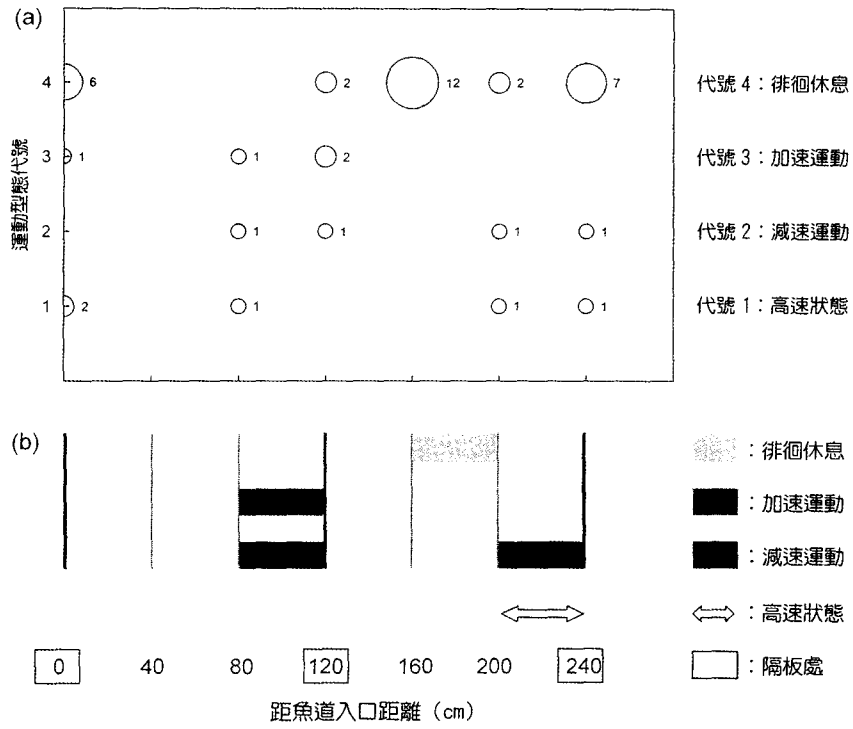 (a)
運動型態代號
4 6 2 12 2 7 代號 4：徘徊休息
3 1 1 2 代號 3：加速運動
2 1 1 1 1 代號 2：減速運動
1 2 1 1 1 代號 1：高速狀態
(b)
：徘徊休息
：加速運動
：減速運動
：高速狀態
0 40 80 120 160 200 240 ：隔板處
距魚道入口距離（cm）